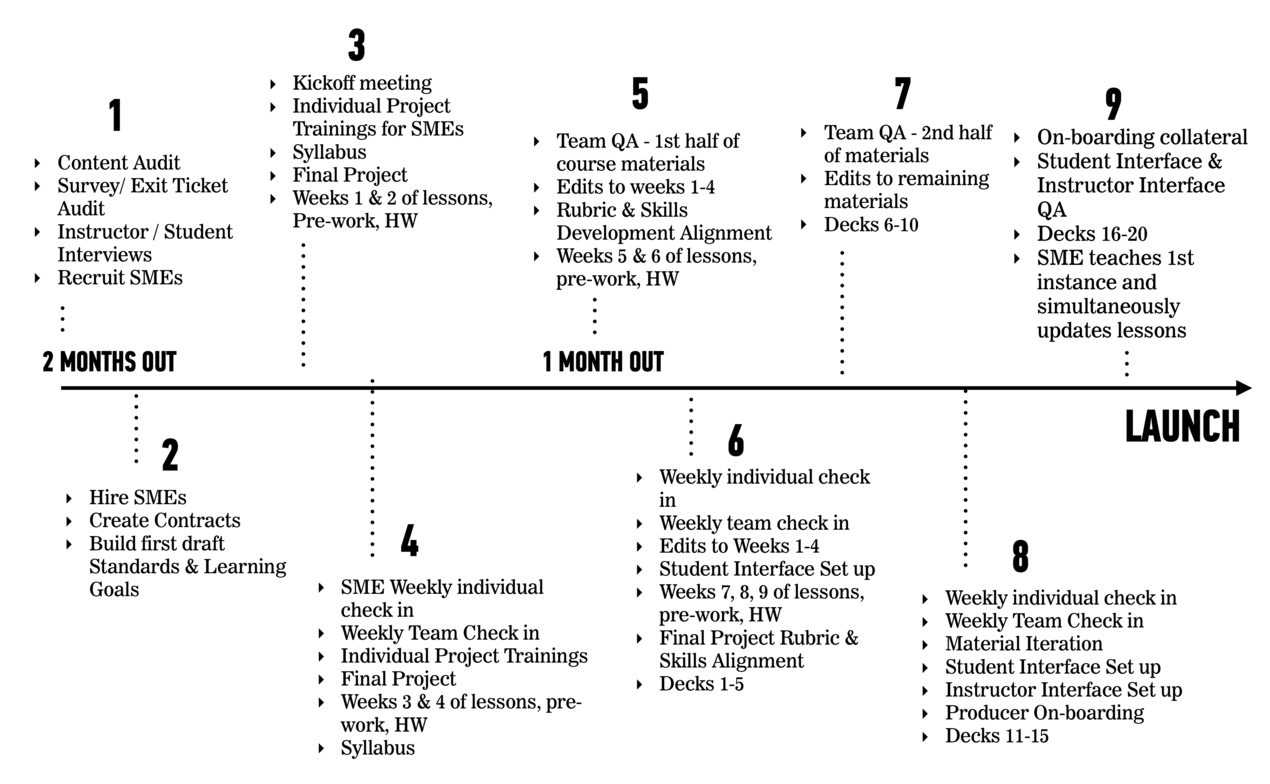 1
Content Audit
Survey/ Exit Ticket
Audit
Instructor / Student
Interviews
Recruit SMEs
2 MONTHS OUT
2
Hire SMEs
Create Contracts
Build first draft
Standards & Learning
Goals
3
Kickoff meeting
Individual Project
Trainings for SMEs
Syllabus
Final Project
Weeks 1 & 2 of lessons,
Pre-work, HW
4
SME Weekly individual
check in
Weekly Team Check in
Individual Project Trainings
Final Project
Weeks 3 & 4 of lessons, pre-
work, HW
Syllabus
5
Team QA - 1st half of
course materials
Edits to weeks 1-4
Rubric & Skills
Development Alignment
Weeks 5 & 6 of lessons,
pre-work, HW
1 MONTH OUT
6
Weekly individual check
in
Weekly team check in
Edits to Weeks 1-4
Student Interface Set up
Weeks 7, 8, 9 of lessons,
pre-work, HW
Final Project Rubric &
Skills Alignment
Decks 1-5
7
Team QA - 2nd half
of materials
Edits to remaining
materials
Decks 6-10
8
Weekly individual check in
Weekly Team Check in
Material Iteration
Student Interface Set up
Instructor Interface Set up
Producer On-boarding
Decks 11-15
9
On-boarding collateral
Student Interface &
Instructor Interface
QA
Decks 16-20
SME teaches 1st
instance and
simultaneously
updates lessons
LAUNCH